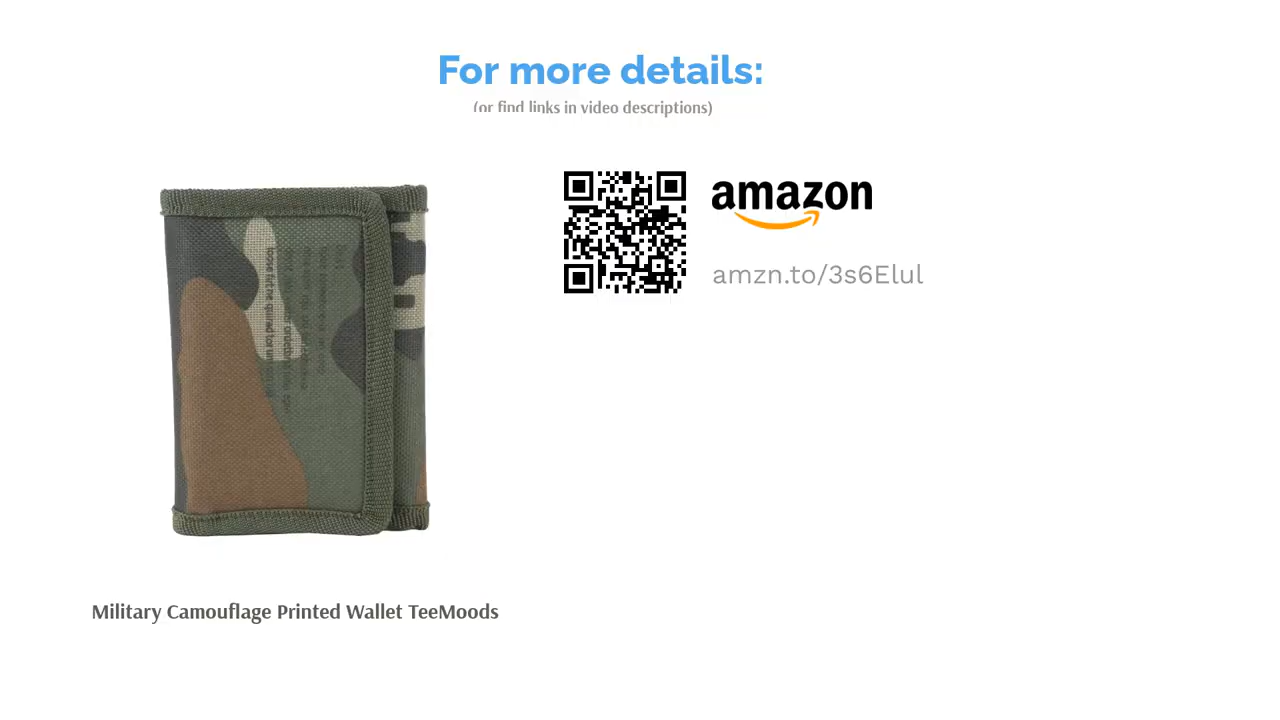 For more details:
(or find links in video descriptions)
amazon
amzn.to/3s6Elul
Military Camouflage Printed Wallet TeeMoods